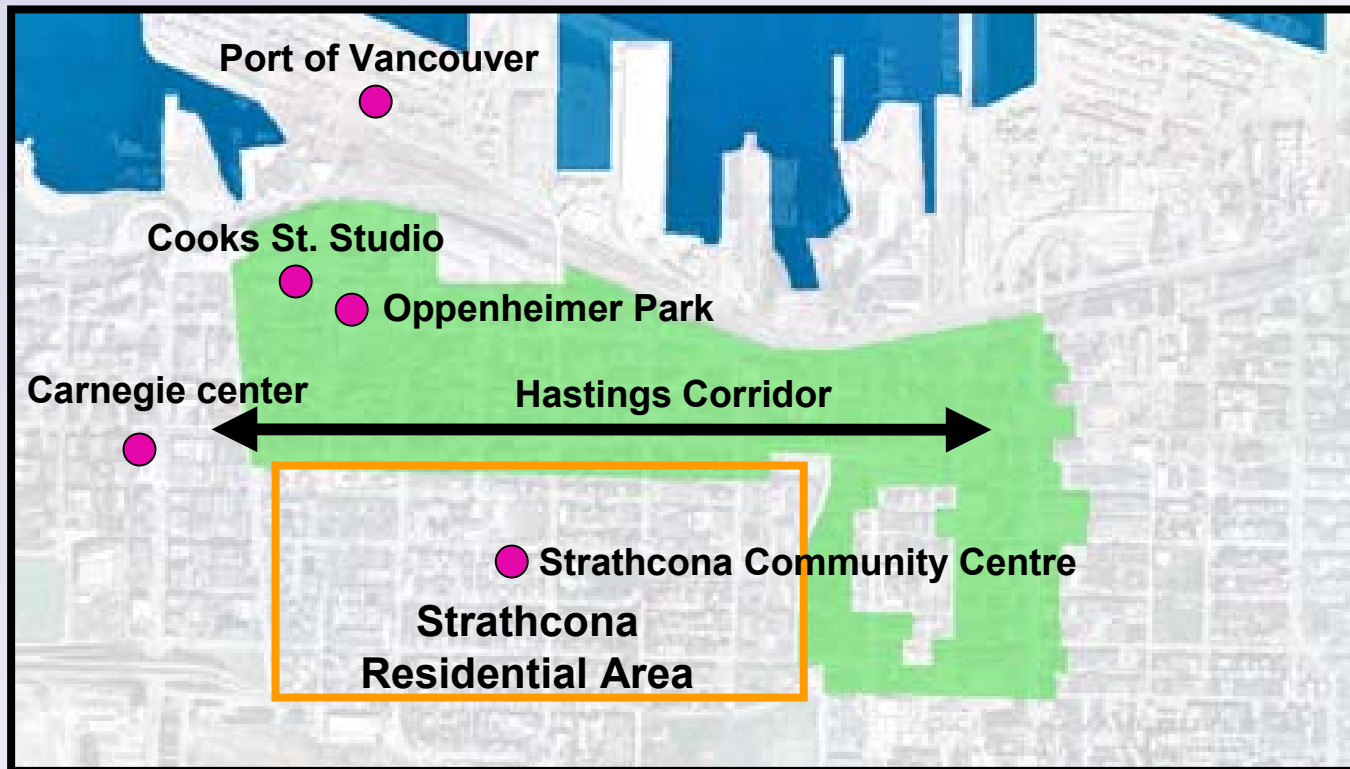 Port of Vancouver
Cooks St. Studio
Oppenheimer Park
Carnegie center
Hastings Corridor
Strathcona Community Centre
Strathcona
Residential Area